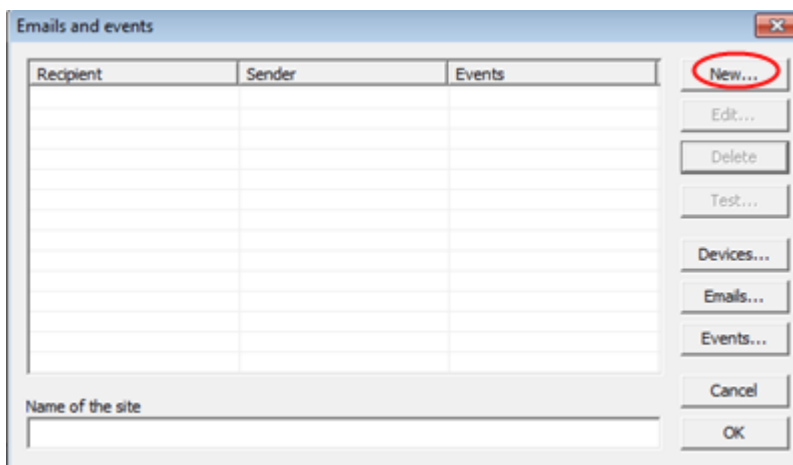 Emails and events
Recipient Sender Events
New...
Edit...
Delete
Test...
Devices...
Emails...
Events...
Cancel
Name of the site
OK